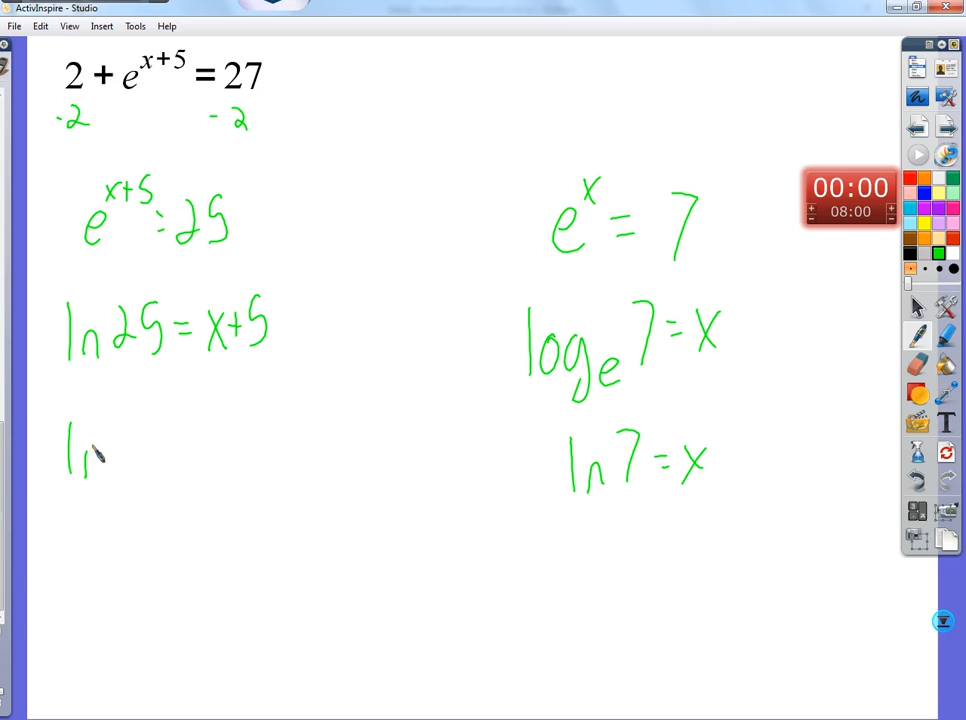 ActivInspire - Studio
File Edit View Insert Tools Help
2 + e^{x+5} = 27
-2 -2
e^{x+5} = 25
ln 25 = x+5
ln
e^x = 7
log_e 7 = x
ln 7 = x
00:00
08:00